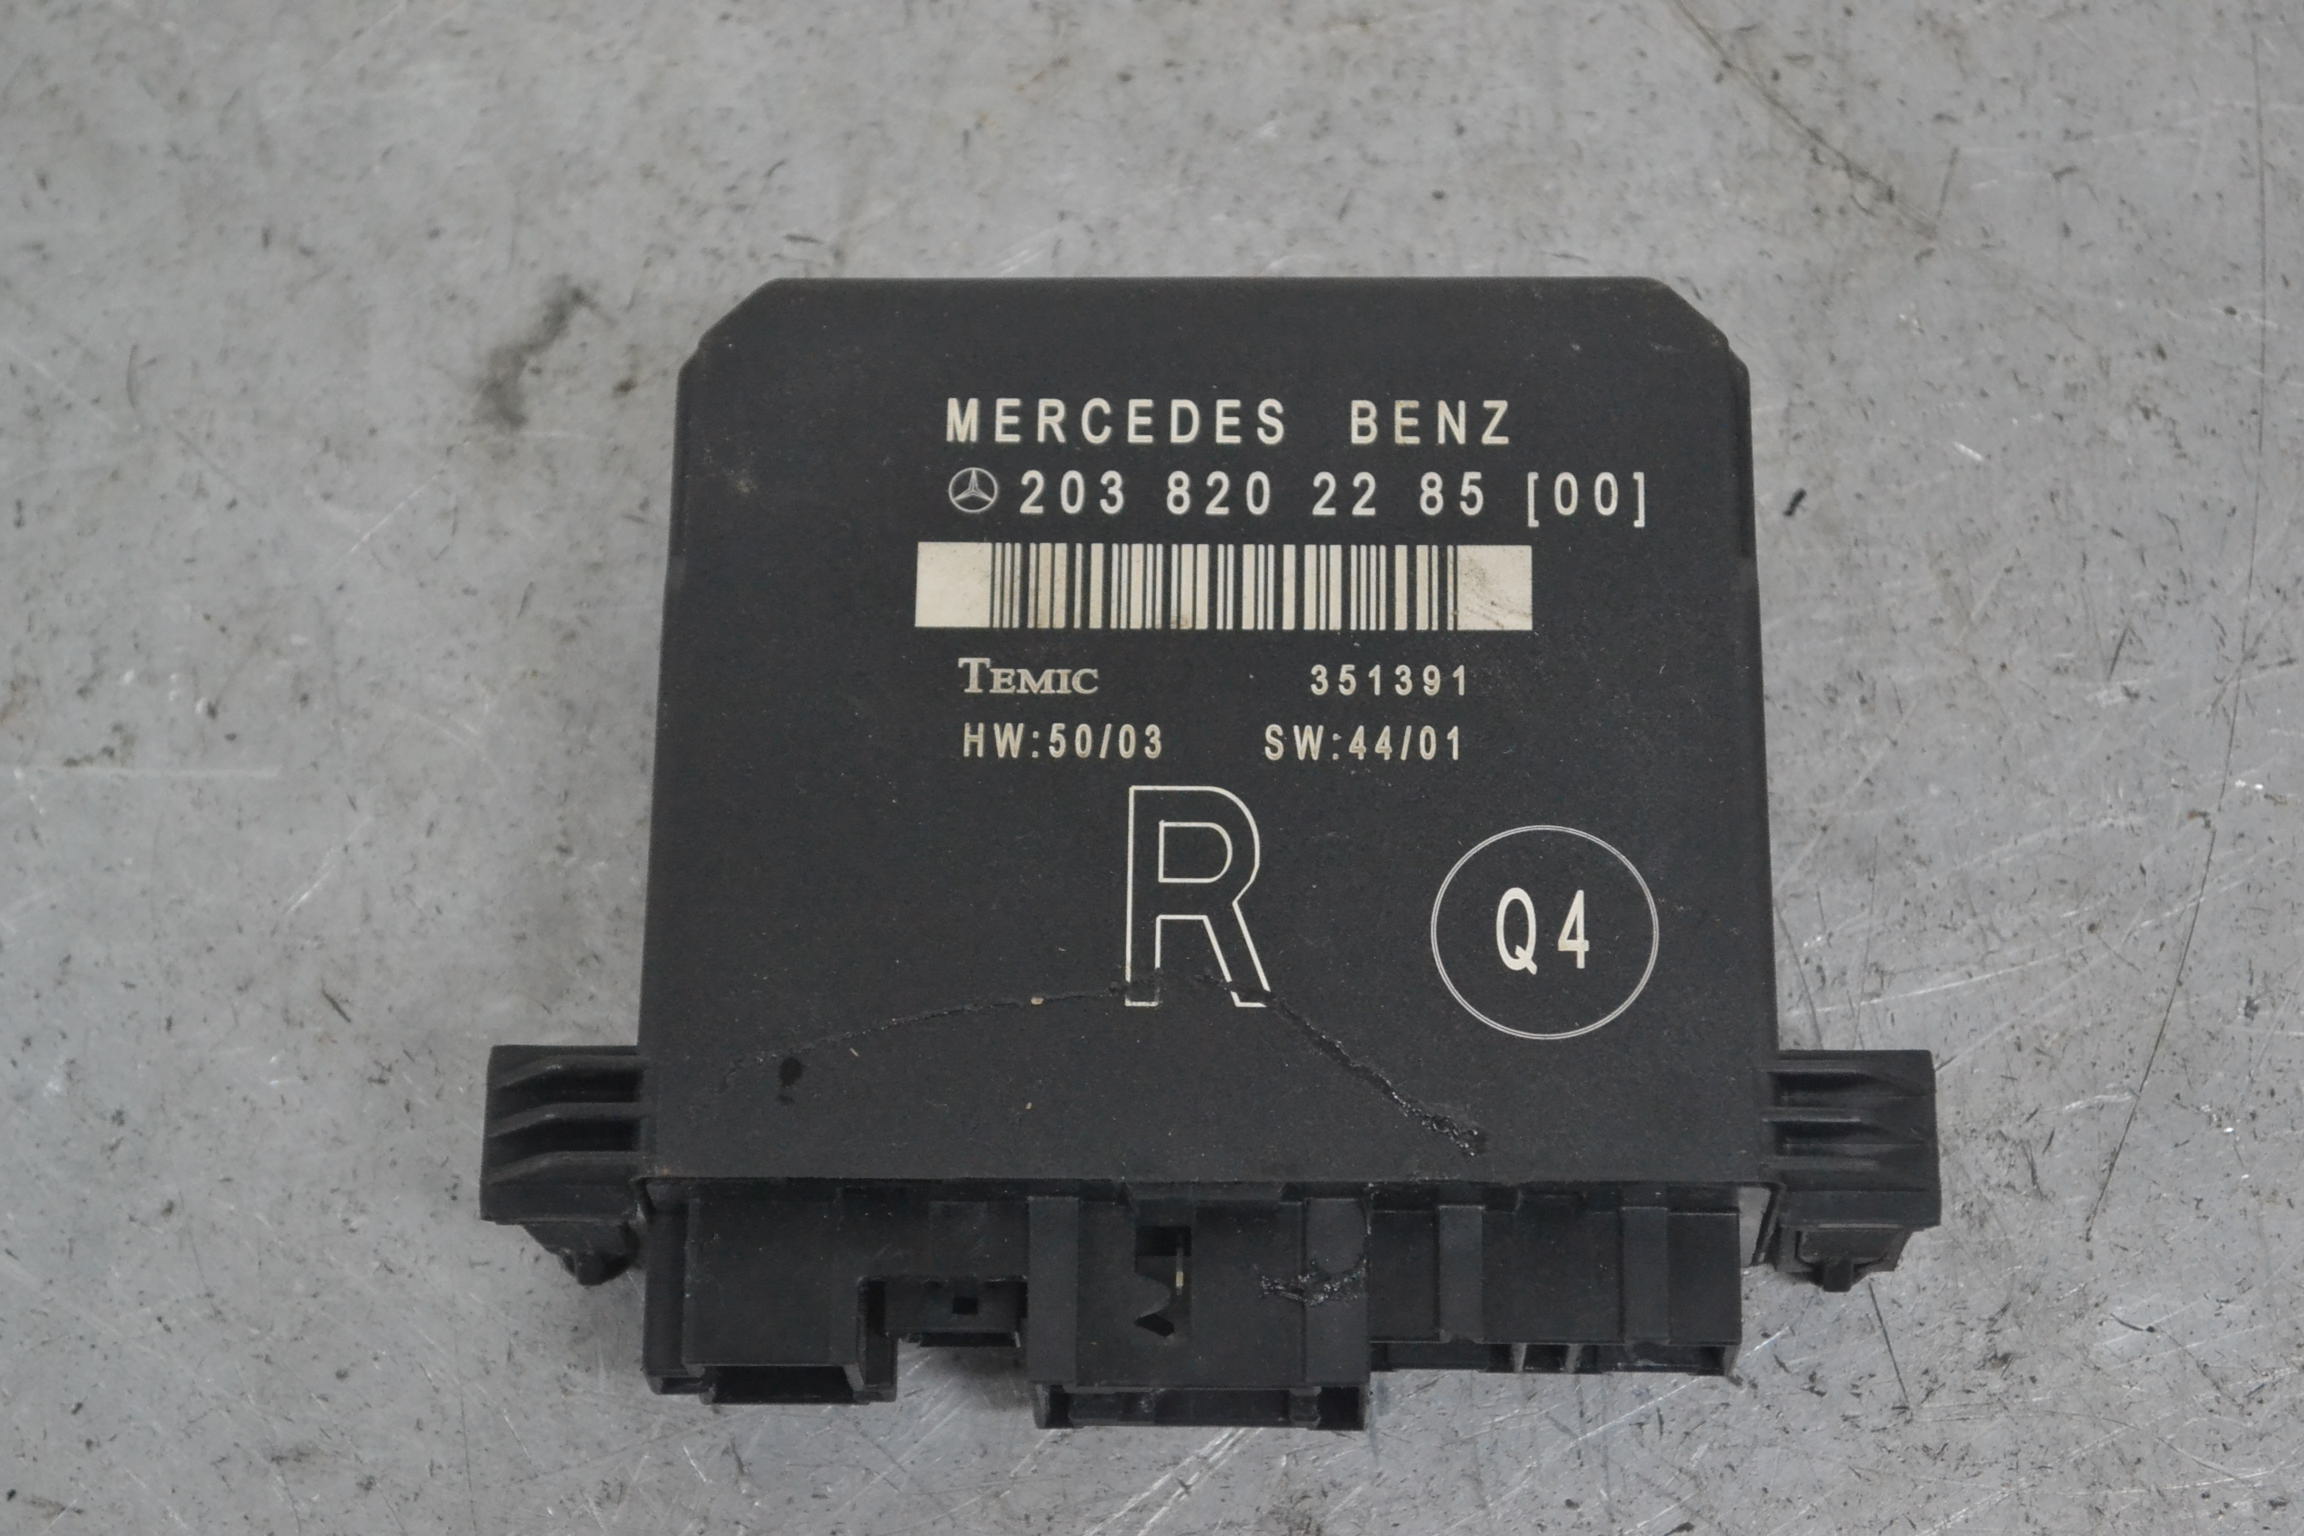 MERCEDES BENZ
203 820 22 85 [00]
TEMIC 351391
HW:50/03 SW:44/01
R
Q4